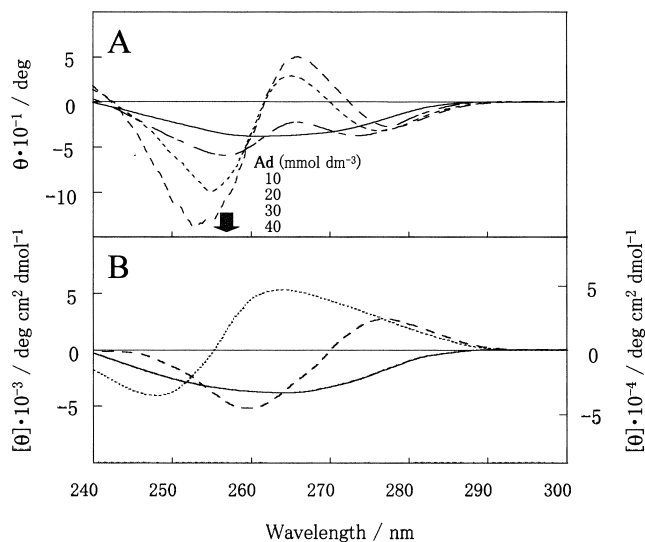 A
5
0
−5
−10
θ•10⁻¹ / deg
Ad (mmol dm⁻³)
10
20
30
40
B
5
0
−5
[θ]•10⁻³ / deg cm² dmol⁻¹
5
0
−5
[θ]•10⁻⁴ / deg cm² dmol⁻¹
240 250 260 270 280 290 300
Wavelength / nm